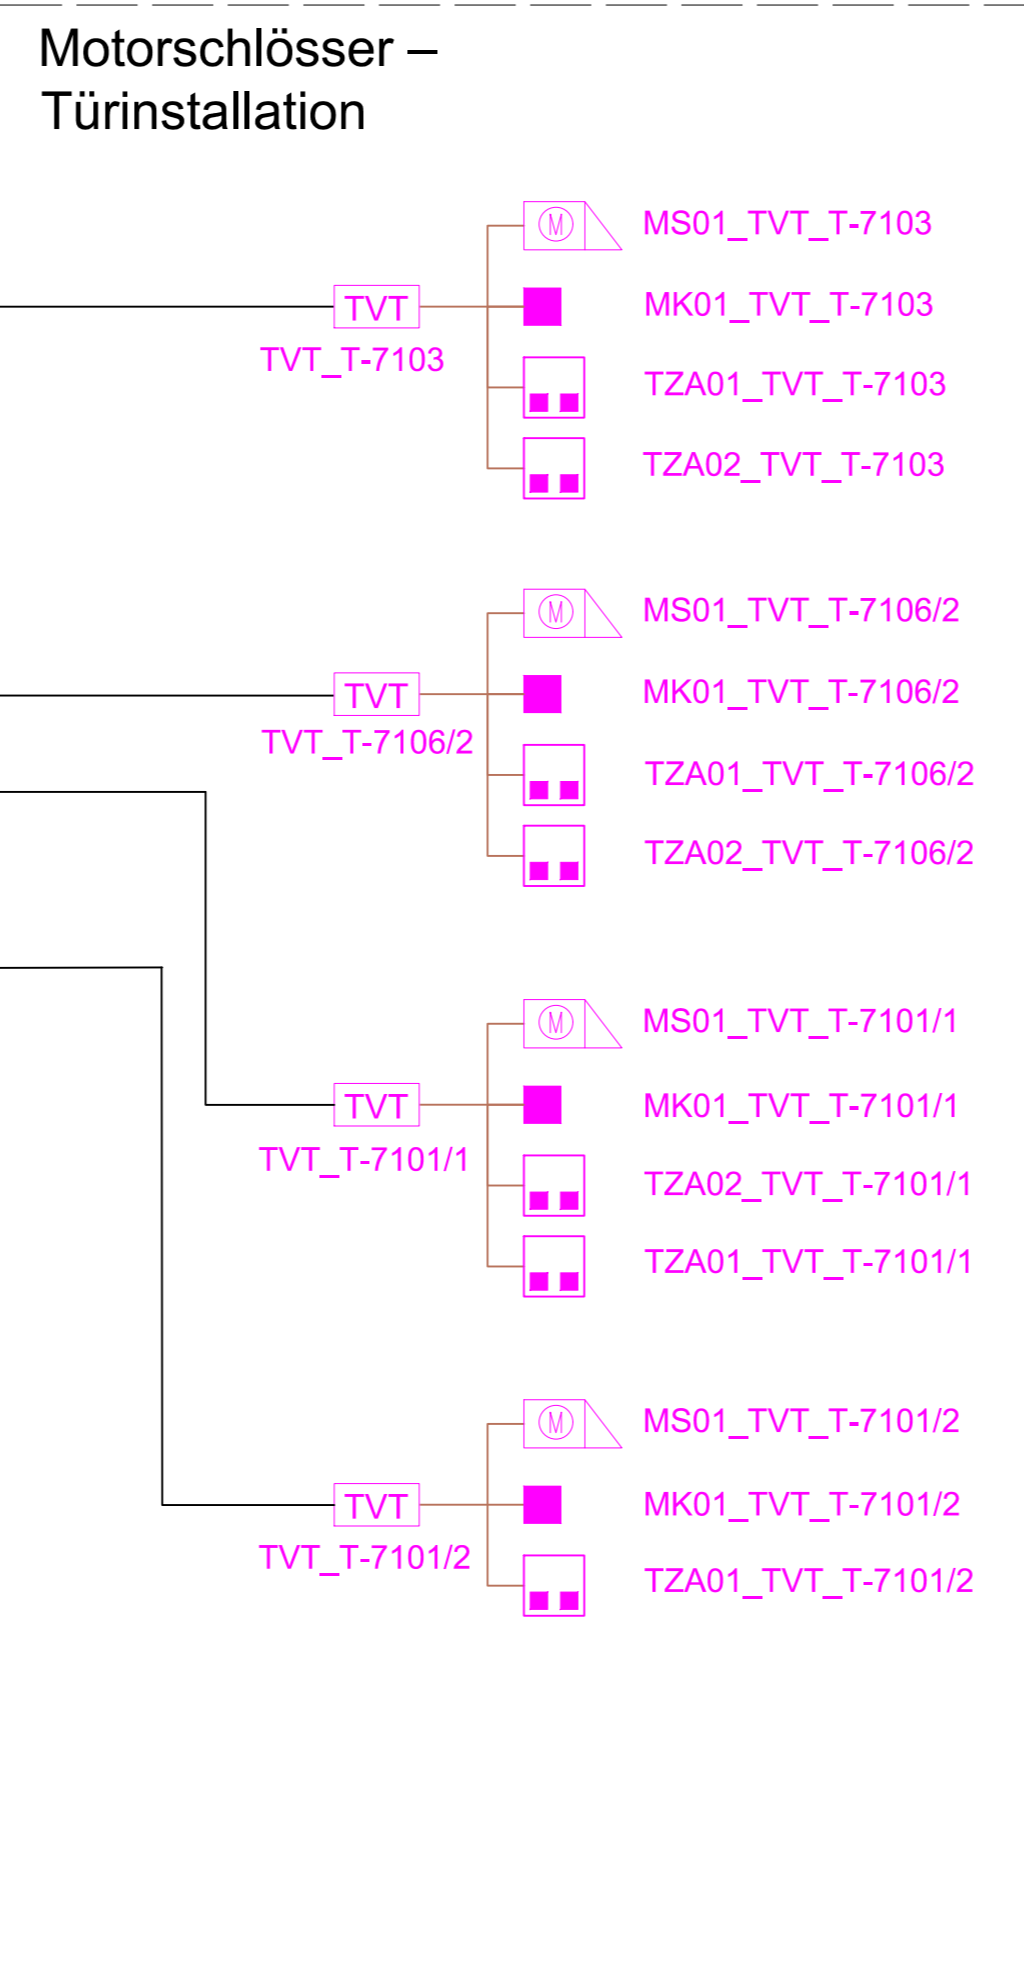 Motorschlösser –
Türinstallation
M
MS01_TVT_T-7103
TVT
MK01_TVT_T-7103
TVT_T-7103
TZA01_TVT_T-7103
TZA02_TVT_T-7103
M
MS01_TVT_T-7106/2
TVT
MK01_TVT_T-7106/2
TVT_T-7106/2
TZA01_TVT_T-7106/2
TZA02_TVT_T-7106/2
M
MS01_TVT_T-7101/1
TVT
MK01_TVT_T-7101/1
TVT_T-7101/1
TZA02_TVT_T-7101/1
TZA01_TVT_T-7101/1
M
MS01_TVT_T-7101/2
TVT
MK01_TVT_T-7101/2
TVT_T-7101/2
TZA01_TVT_T-7101/2